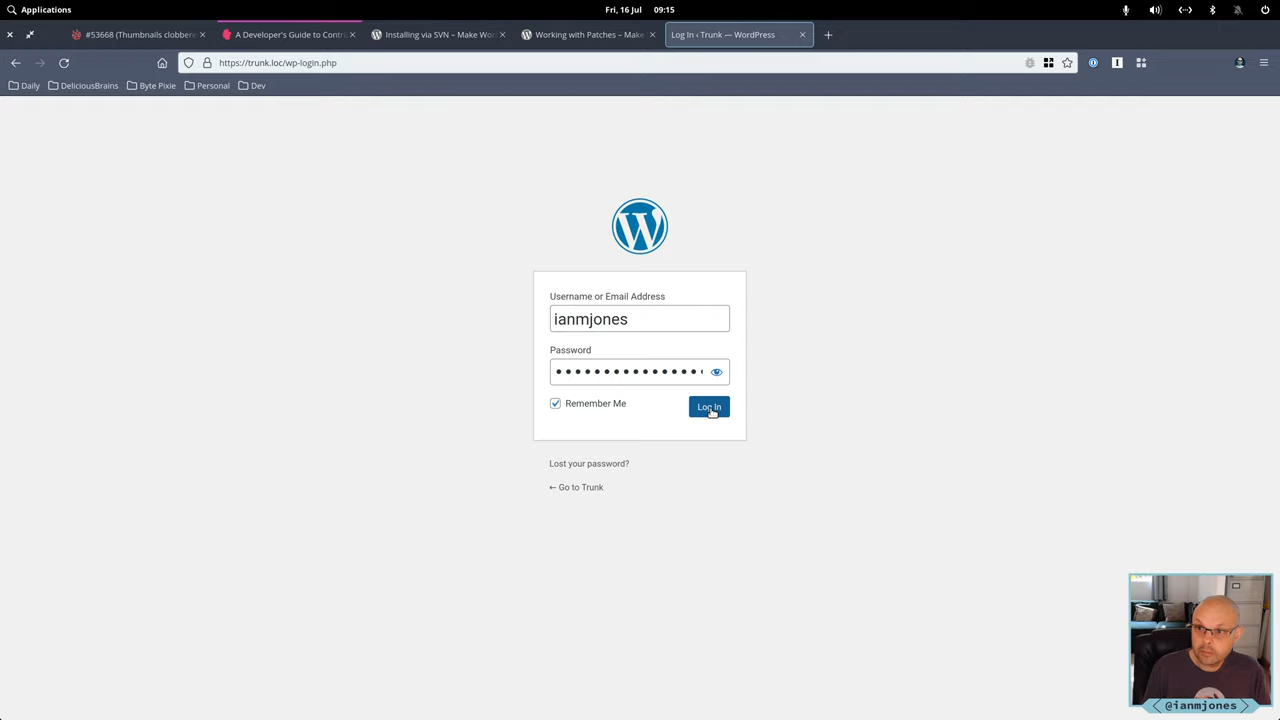 Applications
Fri, 16 Jul 09:15
#53668 (Thumbnails clobbere
A Developer's Guide to Contri
Installing via SVN – Make Wor
Working with Patches – Make
Log In ‹ Trunk — WordPress
https://trunk.loc/wp-login.php
Daily
DeliciousBrains
Byte Pixie
Personal
Dev
Username or Email Address
ianmjones
Password
Remember Me
Log In
Lost your password?
← Go to Trunk
@ianmjones